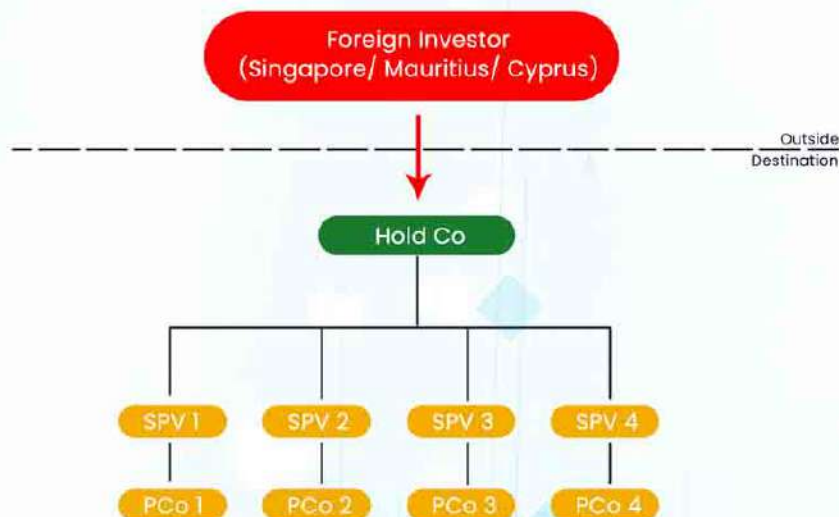 Foreign Investor
(Singapore/ Mauritius/ Cyprus)
Outside
Destination
Hold Co
SPV 1
SPV 2
SPV 3
SPV 4
PCo 1
PCo 2
PCo 3
PCo 4